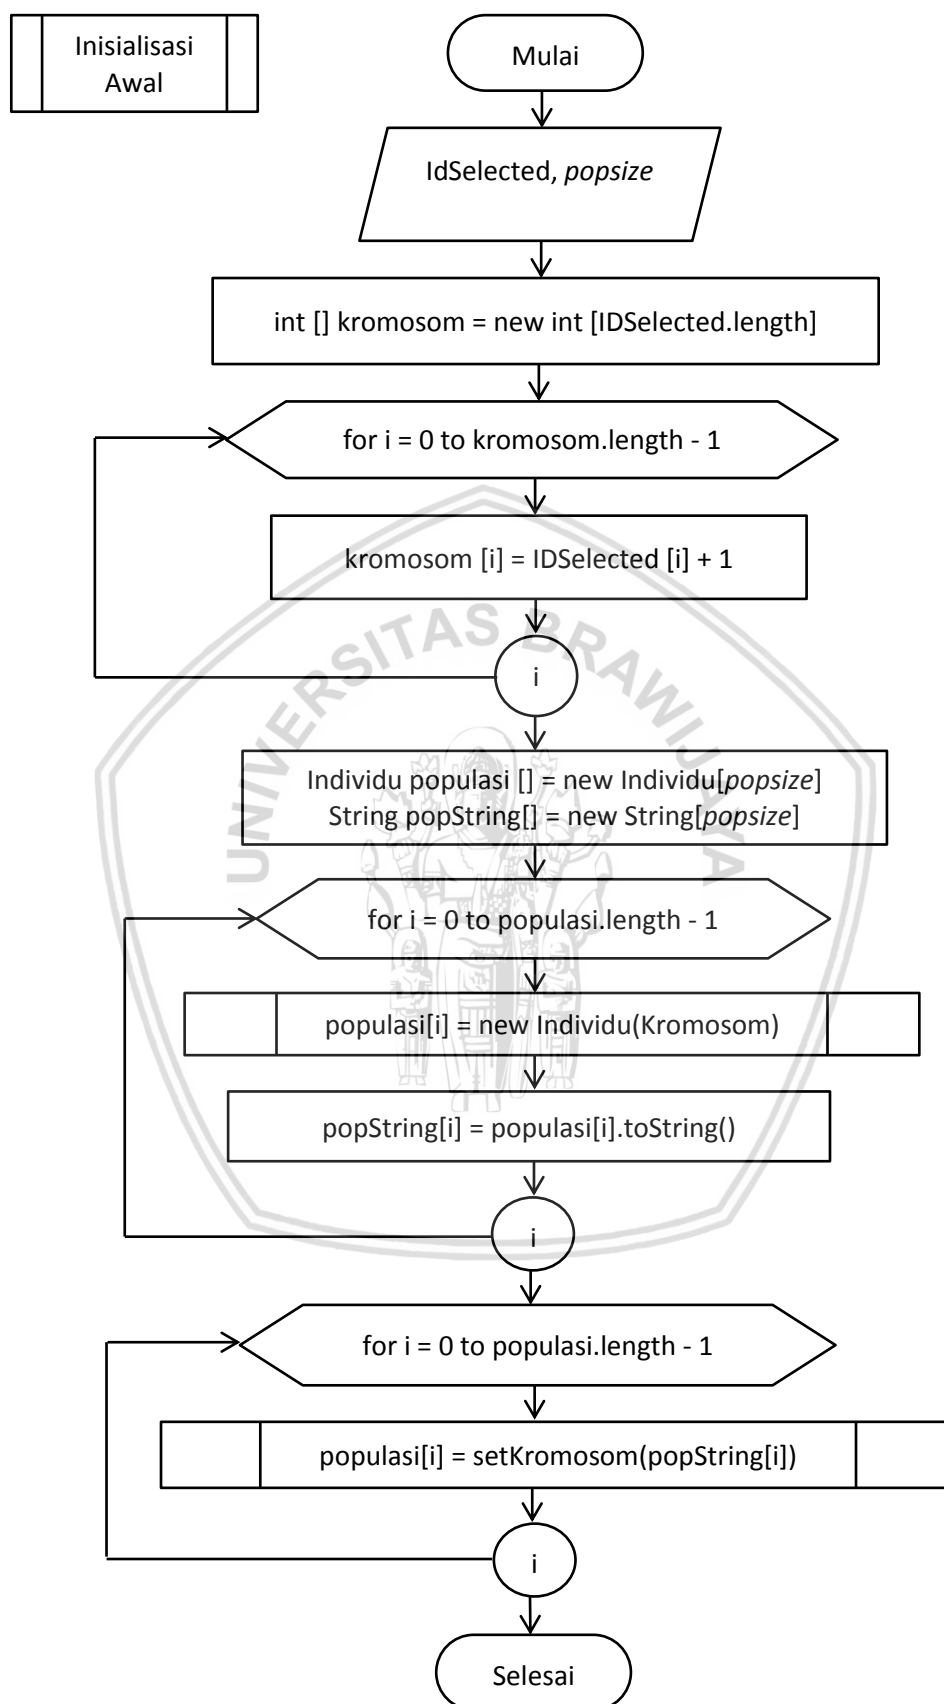 Inisialisasi
Awal
Mulai
IdSelected, popsize
int [] kromosom = new int [IDSelected.length]
for i = 0 to kromosom.length - 1
kromosom [i] = IDSelected [i] + 1
i
UNIVERSITAS BRAWIJAYA
Individu populasi [] = new Individu[popsize]
String popString[] = new String[popsize]
for i = 0 to populasi.length - 1
populasi[i] = new Individu(Kromosom)
popString[i] = populasi[i].toString()
i
for i = 0 to populasi.length - 1
populasi[i] = setKromosom(popString[i])
i
Selesai